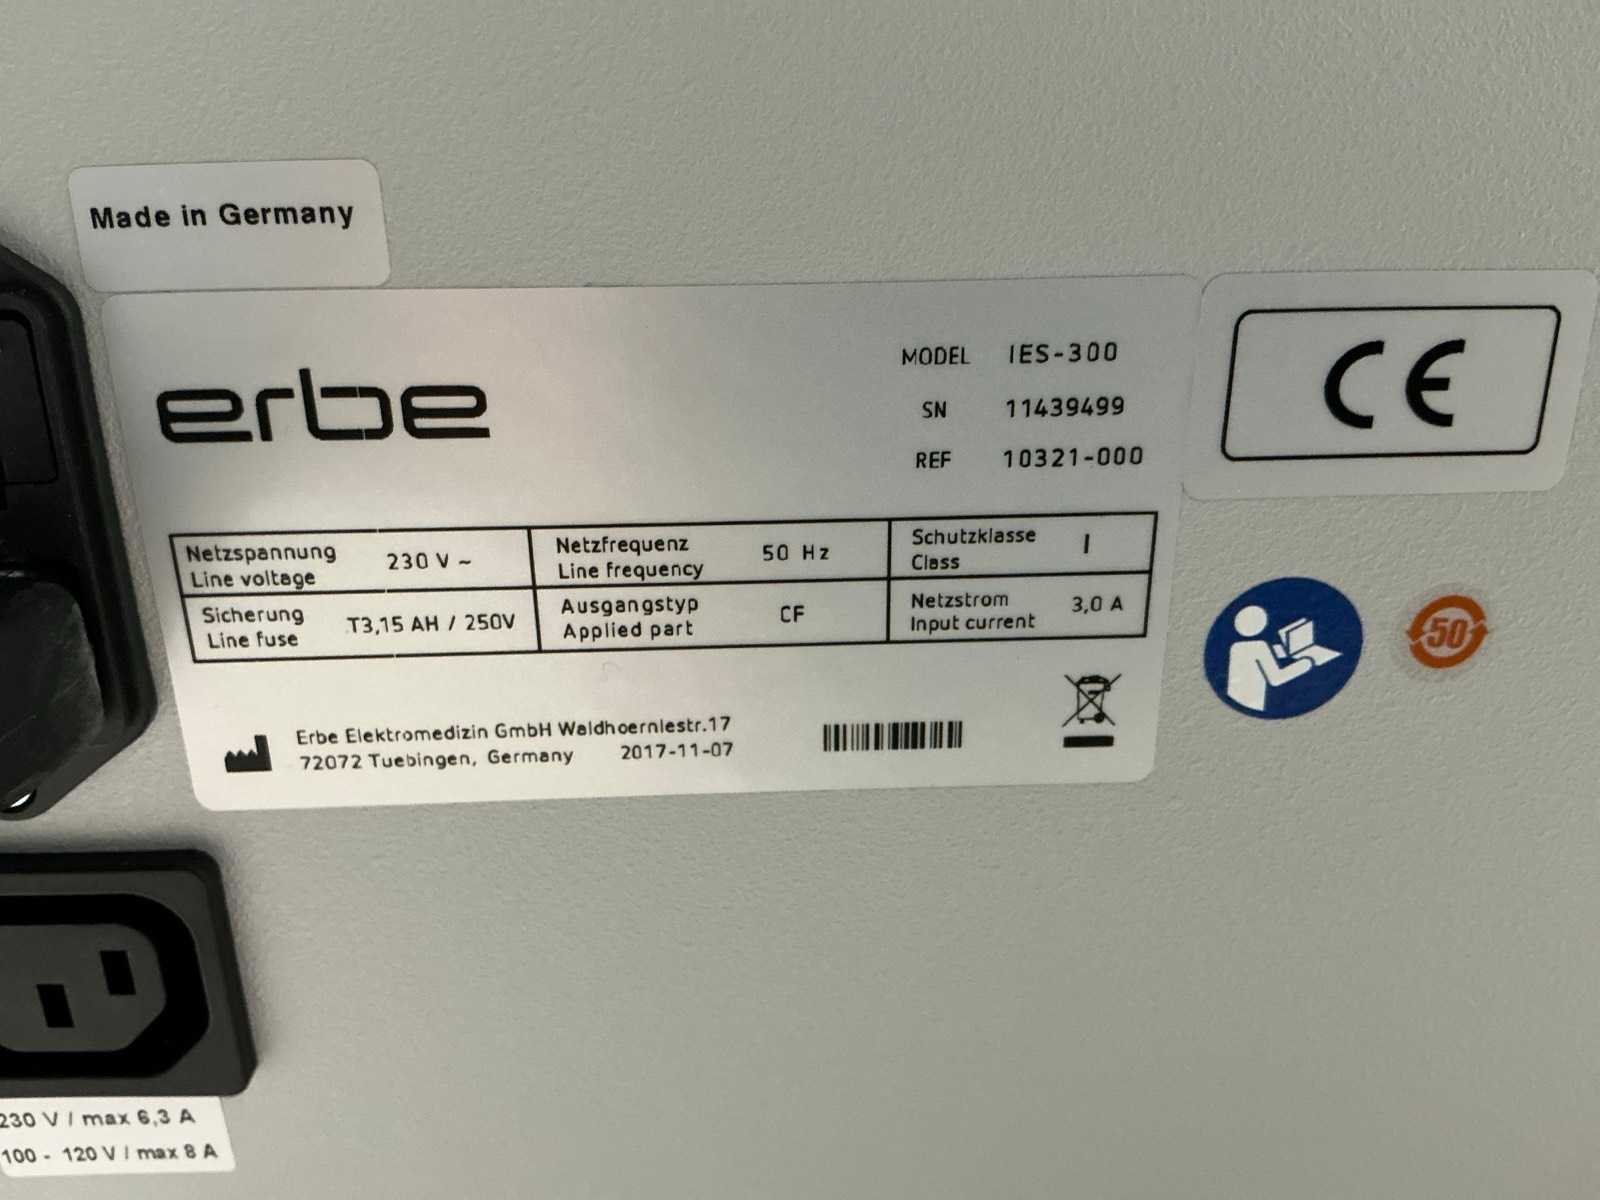 Made in Germany
erbe
MODEL IES-300
SN 11439499
REF 10321-000
CE
Netzspannung
Line voltage
230 V ~
Netzfrequenz
Line frequency
50 Hz
Schutzklasse
Class
I
Sicherung
Line fuse
T3,15 AH / 250V
Ausgangstyp
Applied part
CF
Netzstrom
Input current
3,0 A
Erbe Elektromedizin GmbH Waldhoernlestr.17
72072 Tuebingen, Germany 2017-11-07
50
230 V / max 6,3 A
100 - 120 V / max 8 A